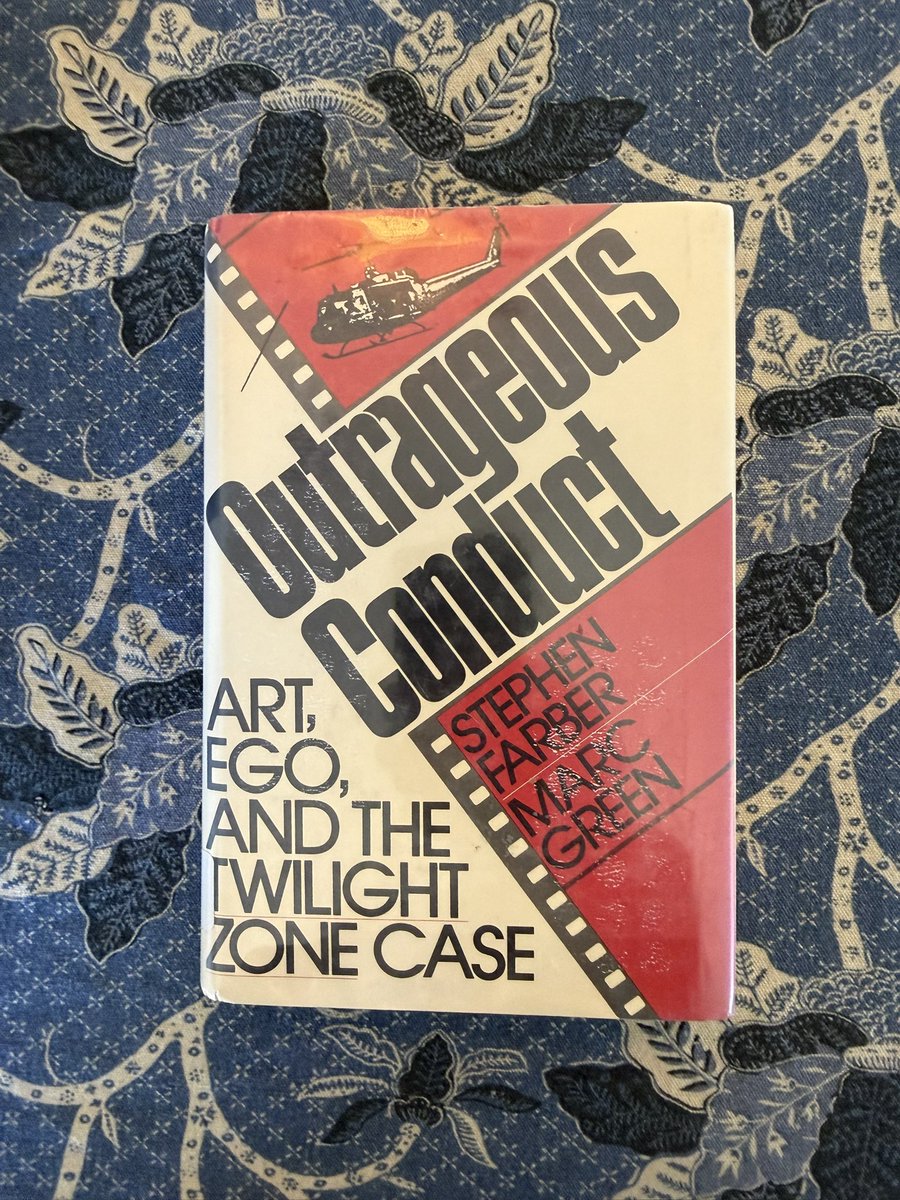 Outrageous
Conduct
ART,
EGO,
AND THE
TWILIGHT
ZONE CASE
STEPHEN
FARBER
MARC
GREEN